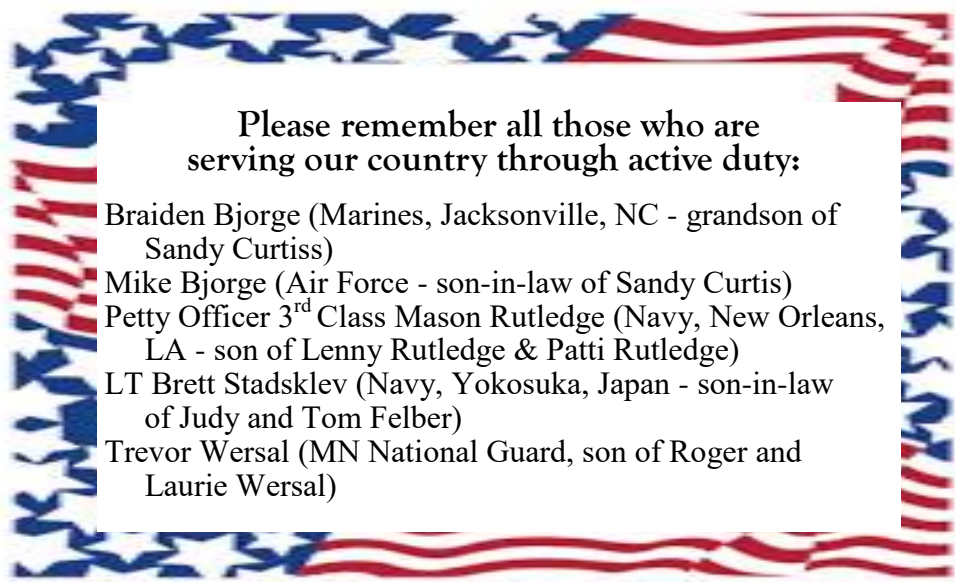 Please remember all those who are
serving our country through active duty:
Braiden Bjorge (Marines, Jacksonville, NC - grandson of
Sandy Curtiss)
Mike Bjorge (Air Force - son-in-law of Sandy Curtis)
Petty Officer 3rd Class Mason Rutledge (Navy, New Orleans,
LA - son of Lenny Rutledge & Patti Rutledge)
LT Brett Stadsklev (Navy, Yokosuka, Japan - son-in-law
of Judy and Tom Felber)
Trevor Wersal (MN National Guard, son of Roger and
Laurie Wersal)